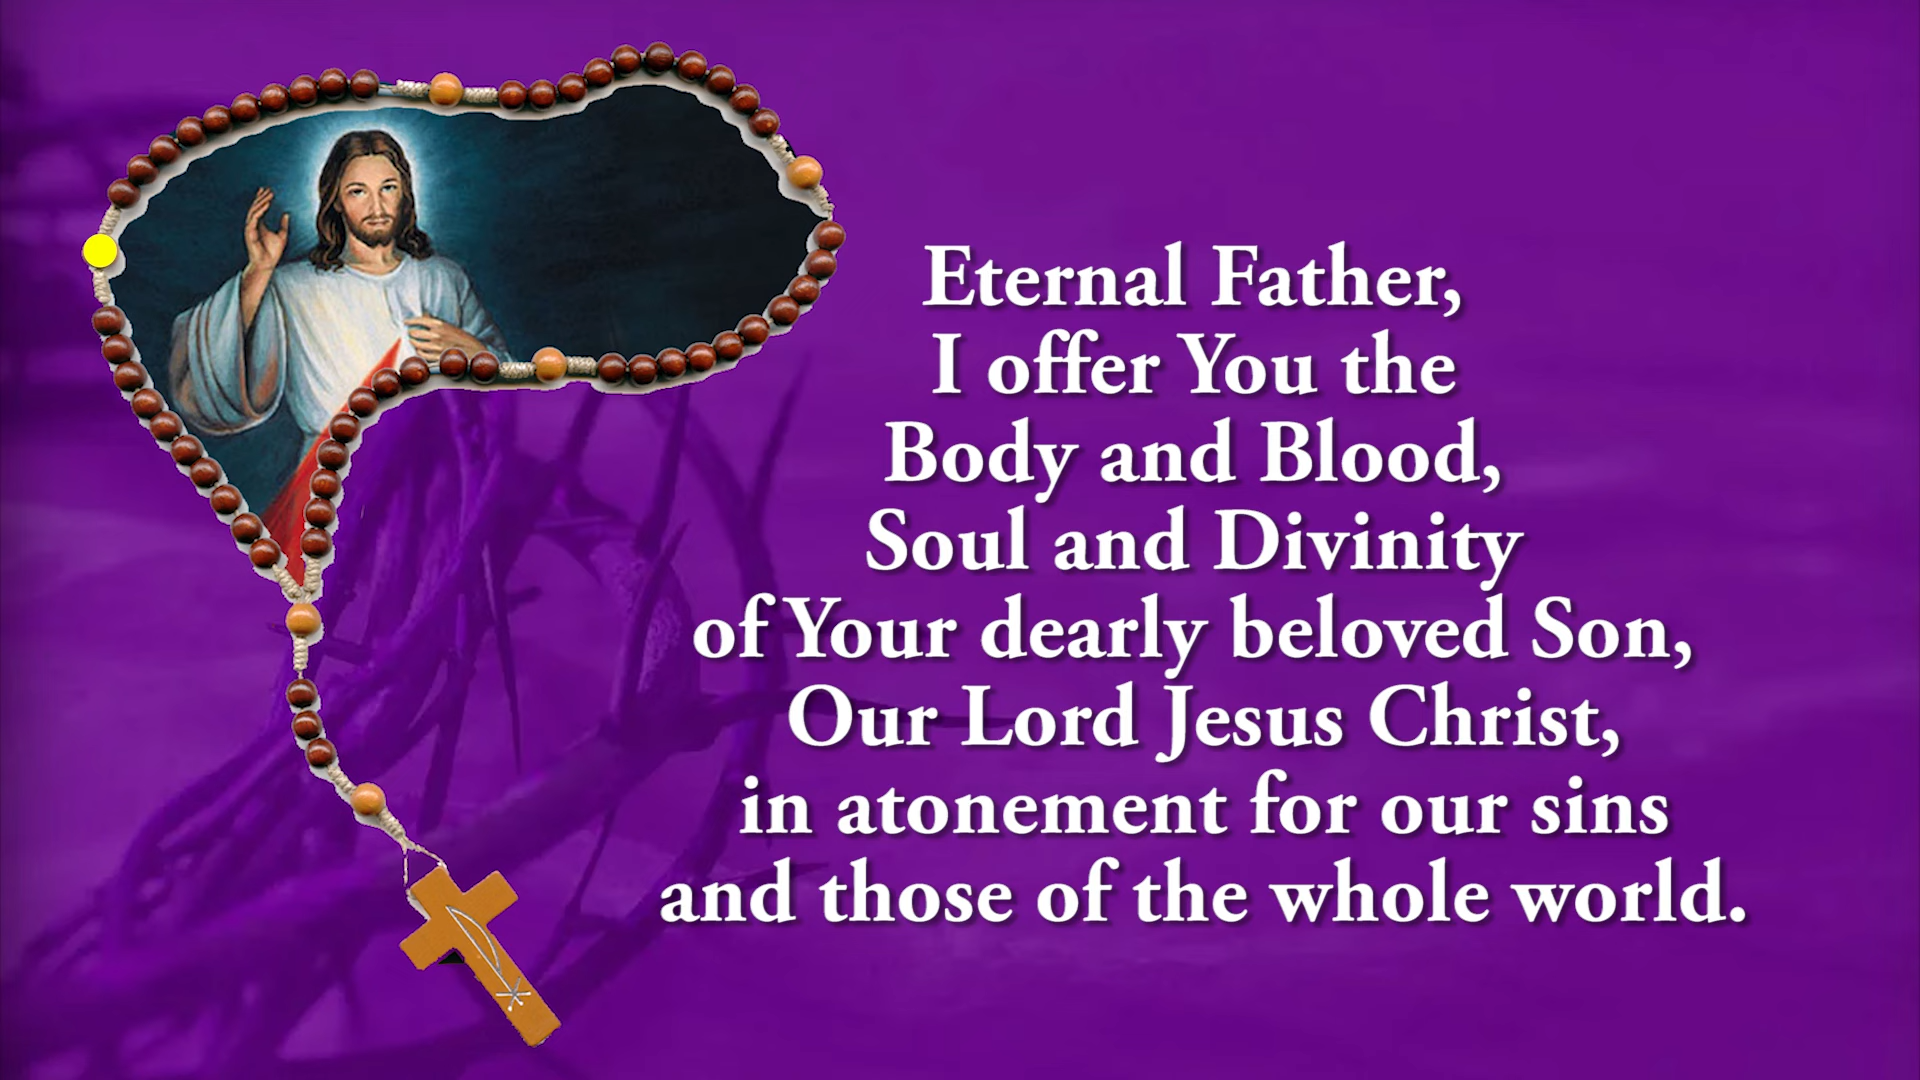 Eternal Father,
I offer You the
Body and Blood,
Soul and Divinity
of Your dearly beloved Son,
Our Lord Jesus Christ,
in atonement for our sins
and those of the whole world.